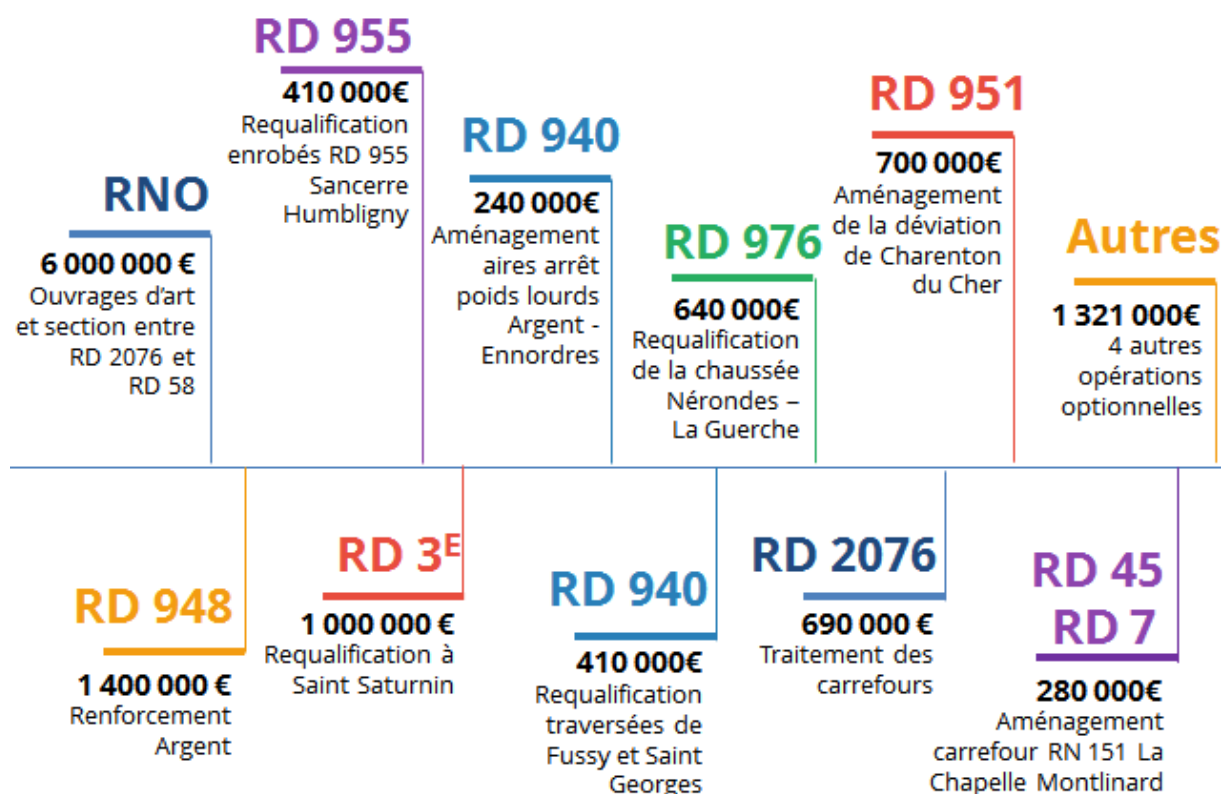 RNO
6 000 000 €
Ouvrages d’art
et section entre
RD 2076 et
RD 58
RD 955
410 000€
Requalification
enrobés RD 955
Sancerre
Humbligny
RD 940
240 000€
Aménagement
aires arrêt
poids lourds
Argent -
Ennordres
RD 976
640 000€
Requalification
de la chaussée
Nérondes –
La Guerche
RD 951
700 000€
Aménagement
de la déviation
de Charenton
du Cher
Autres
1 321 000€
4 autres
opérations
optionnelles
RD 948
1 400 000 €
Renforcement
Argent
RD 3ᴱ
1 000 000 €
Requalification à
Saint Saturnin
RD 940
410 000€
Requalification
traversées de
Fussy et Saint
Georges
RD 2076
690 000 €
Traitement des
carrefours
RD 45
RD 7
280 000€
Aménagement
carrefour RN 151 La
Chapelle Montlinard